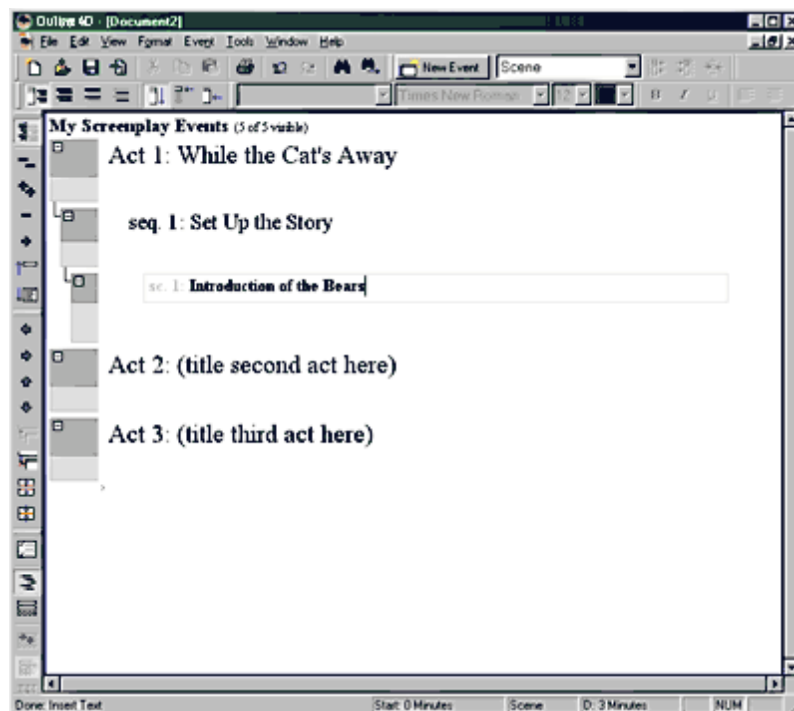 Outline 4D - [Document2]
File Edit View Format Event Tools Window Help
New Event Scene
Times New Roman 12 B I U
My Screenplay Events (5 of 5 visible)
Act 1: While the Cat's Away
seq. 1: Set Up the Story
sc. 1: Introduction of the Bears
Act 2: (title second act here)
Act 3: (title third act here)
Done: Insert Text Start: 0 Minutes Scene D: 3 Minutes NUM